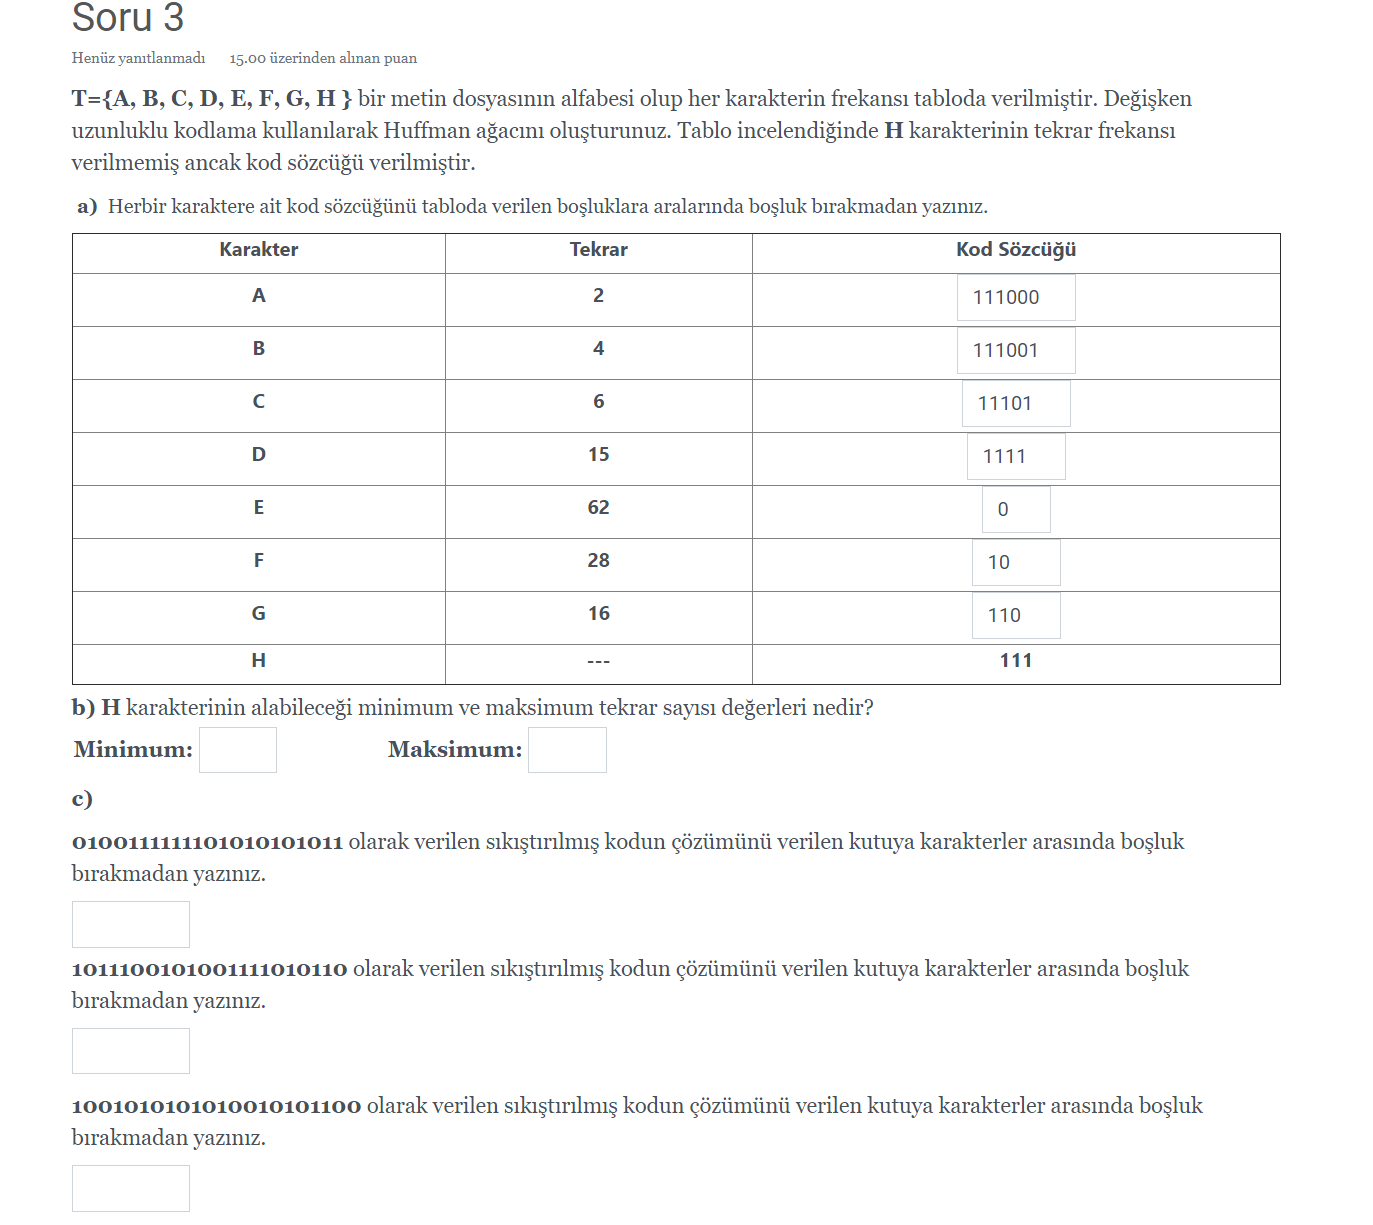 Soru 3
Henüz yanıtlanmadı 15.00 üzerinden alınan puan
T={A, B, C, D, E, F, G, H } bir metin dosyasının alfabesi olup her karakterin frekansı tabloda verilmiştir. Değişken
uzunluklu kodlama kullanılarak Huffman ağacını oluşturunuz. Tablo incelendiğinde H karakterinin tekrar frekansı
verilmemiş ancak kod sözcüğü verilmiştir.
a) Herbir karaktere ait kod sözcüğünü tabloda verilen boşluklara aralarında boşluk bırakmadan yazınız.
Karakter Tekrar Kod Sözcüğü
A 2 111000
B 4 111001
C 6 11101
D 15 1111
E 62 0
F 28 10
G 16 110
H --- 111
b) H karakterinin alabileceği minimum ve maksimum tekrar sayısı değerleri nedir?
Minimum: Maksimum:
c)
0100111111101010101011 olarak verilen sıkıştırılmış kodun çözümünü verilen kutuya karakterler arasında boşluk
bırakmadan yazınız.
1011100101001111010110 olarak verilen sıkıştırılmış kodun çözümünü verilen kutuya karakterler arasında boşluk
bırakmadan yazınız.
1001010101010010101100 olarak verilen sıkıştırılmış kodun çözümünü verilen kutuya karakterler arasında boşluk
bırakmadan yazınız.